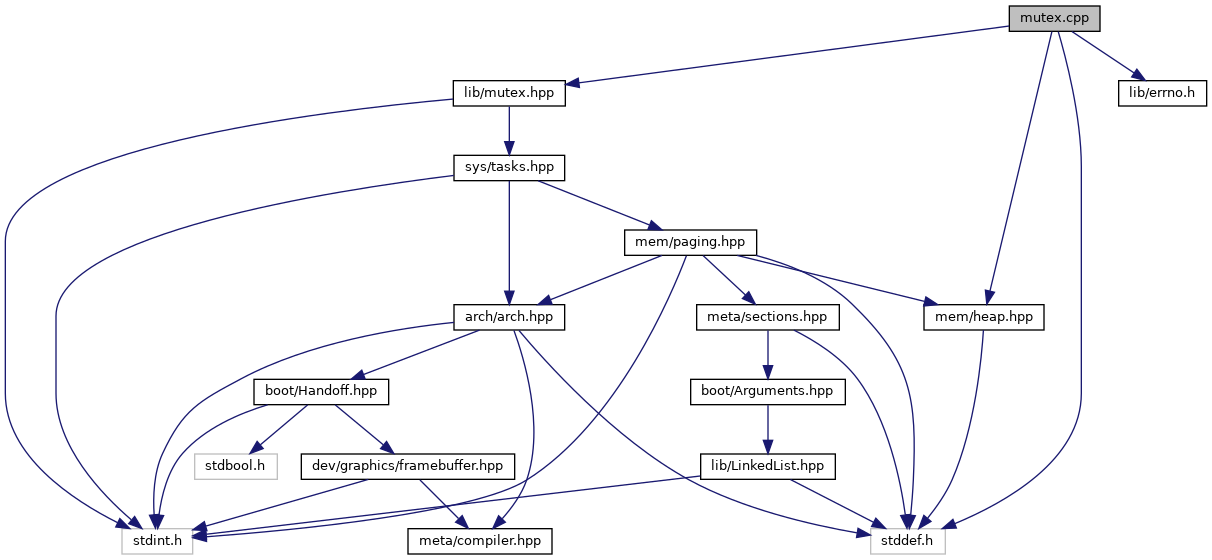 mutex.cpp
lib/mutex.hpp
lib/errno.h
sys/tasks.hpp
mem/paging.hpp
arch/arch.hpp
meta/sections.hpp
mem/heap.hpp
boot/Handoff.hpp
boot/Arguments.hpp
stdbool.h
dev/graphics/framebuffer.hpp
lib/LinkedList.hpp
stdint.h
meta/compiler.hpp
stddef.h